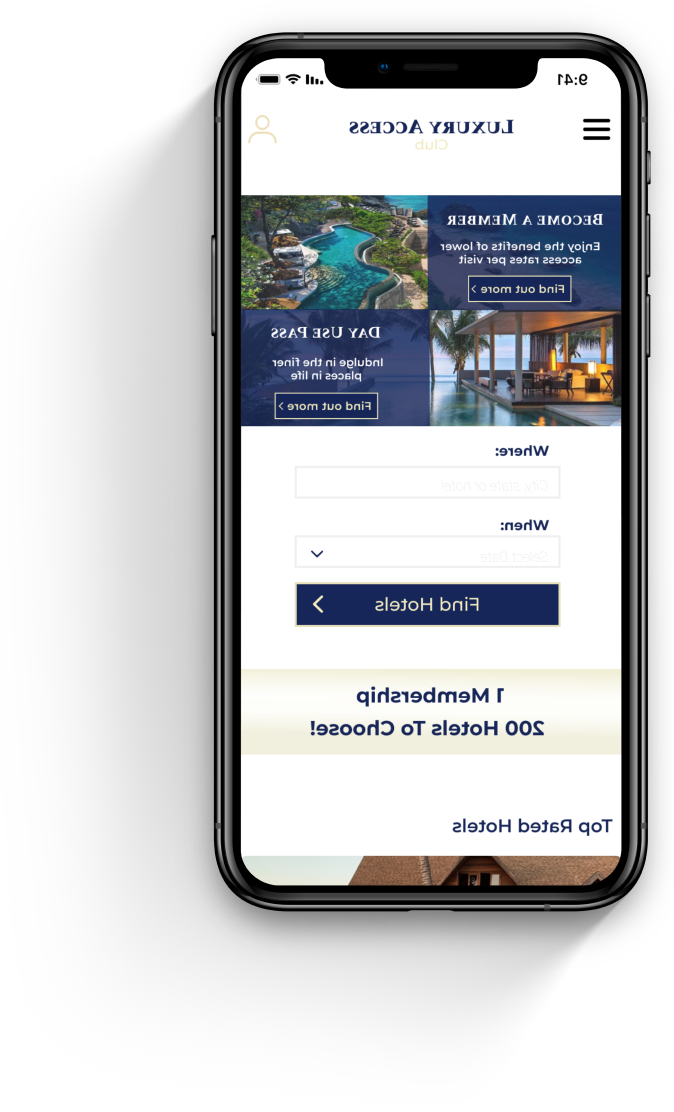 9:41
LUXURY ACCESS
Club
BECOME A MEMBER
Enjoy the benefits of lower
access rates per visit
Find out more >
DAY USE PASS
Indulge in the finer
places in life
Find out more >
Where:
City, state or hotel
When:
Select Date
Find Hotels
1 Membership
200 Hotels To Choose!
Top Rated Hotels